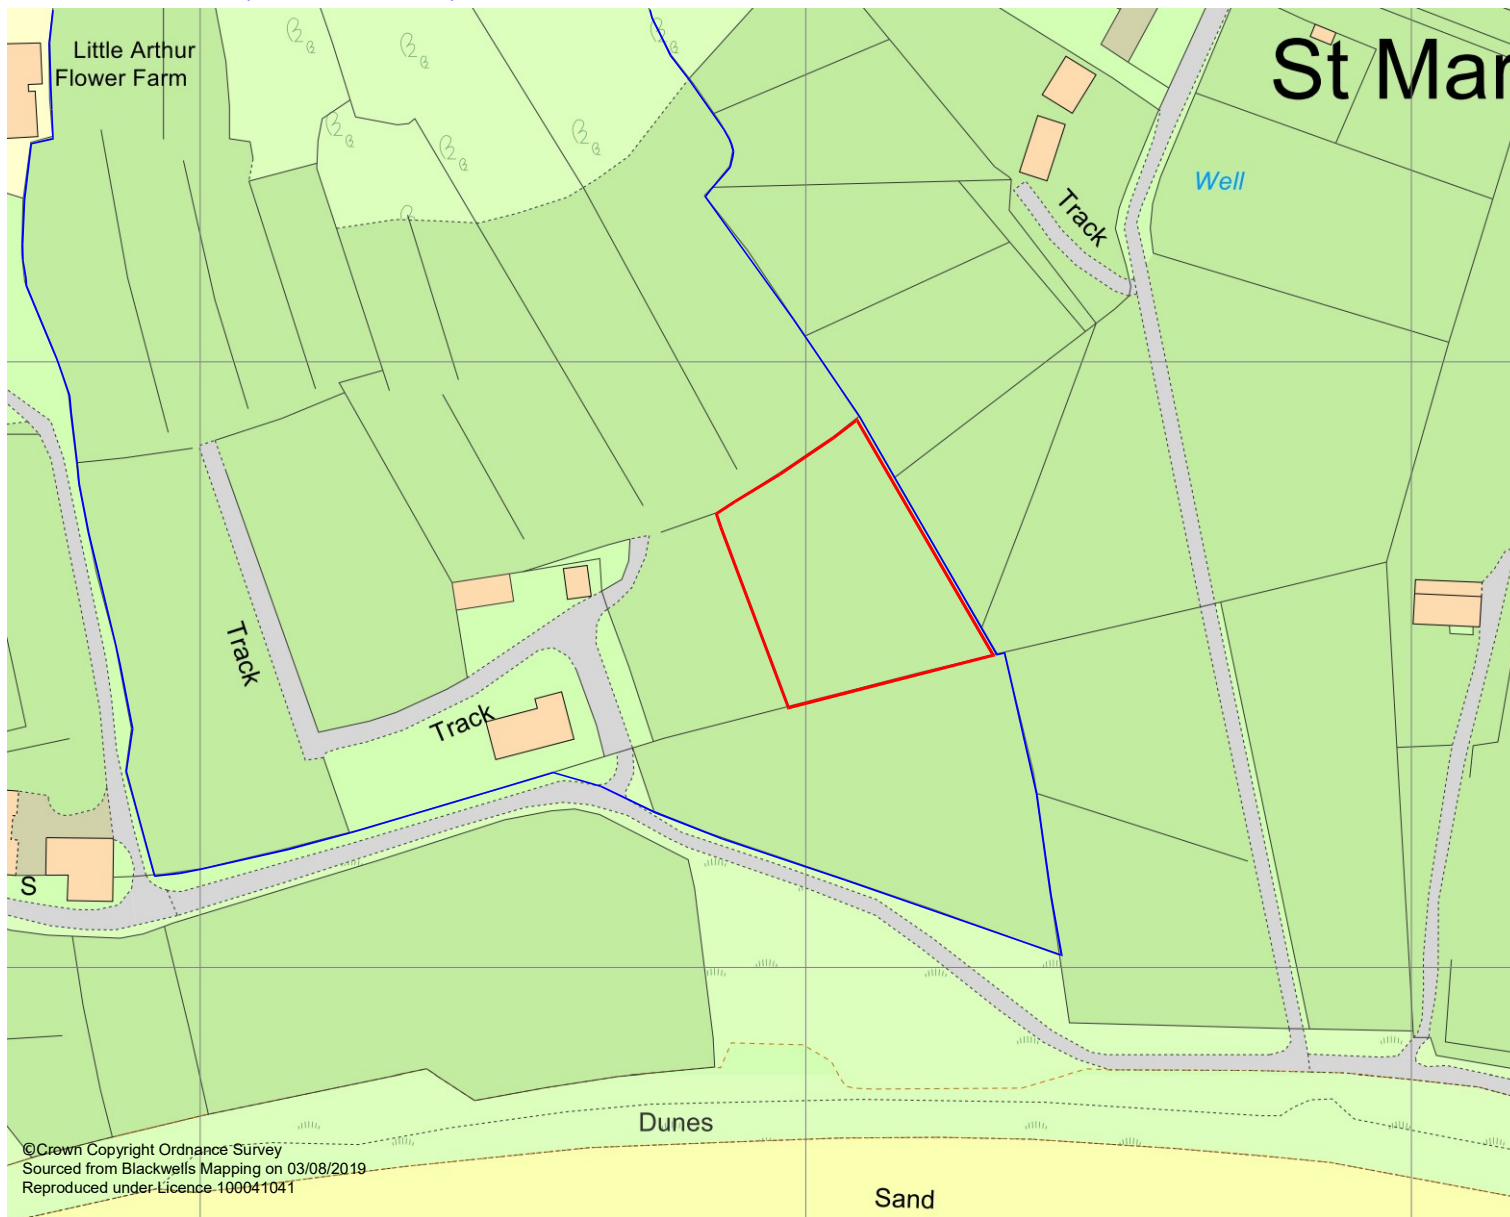 Little Arthur
Flower Farm
St Mar
Well
Track
Track
Track
S
Dunes
©Crown Copyright Ordnance Survey
Sourced from Blackwells Mapping on 03/08/2019
Reproduced under Licence 100041041
Sand